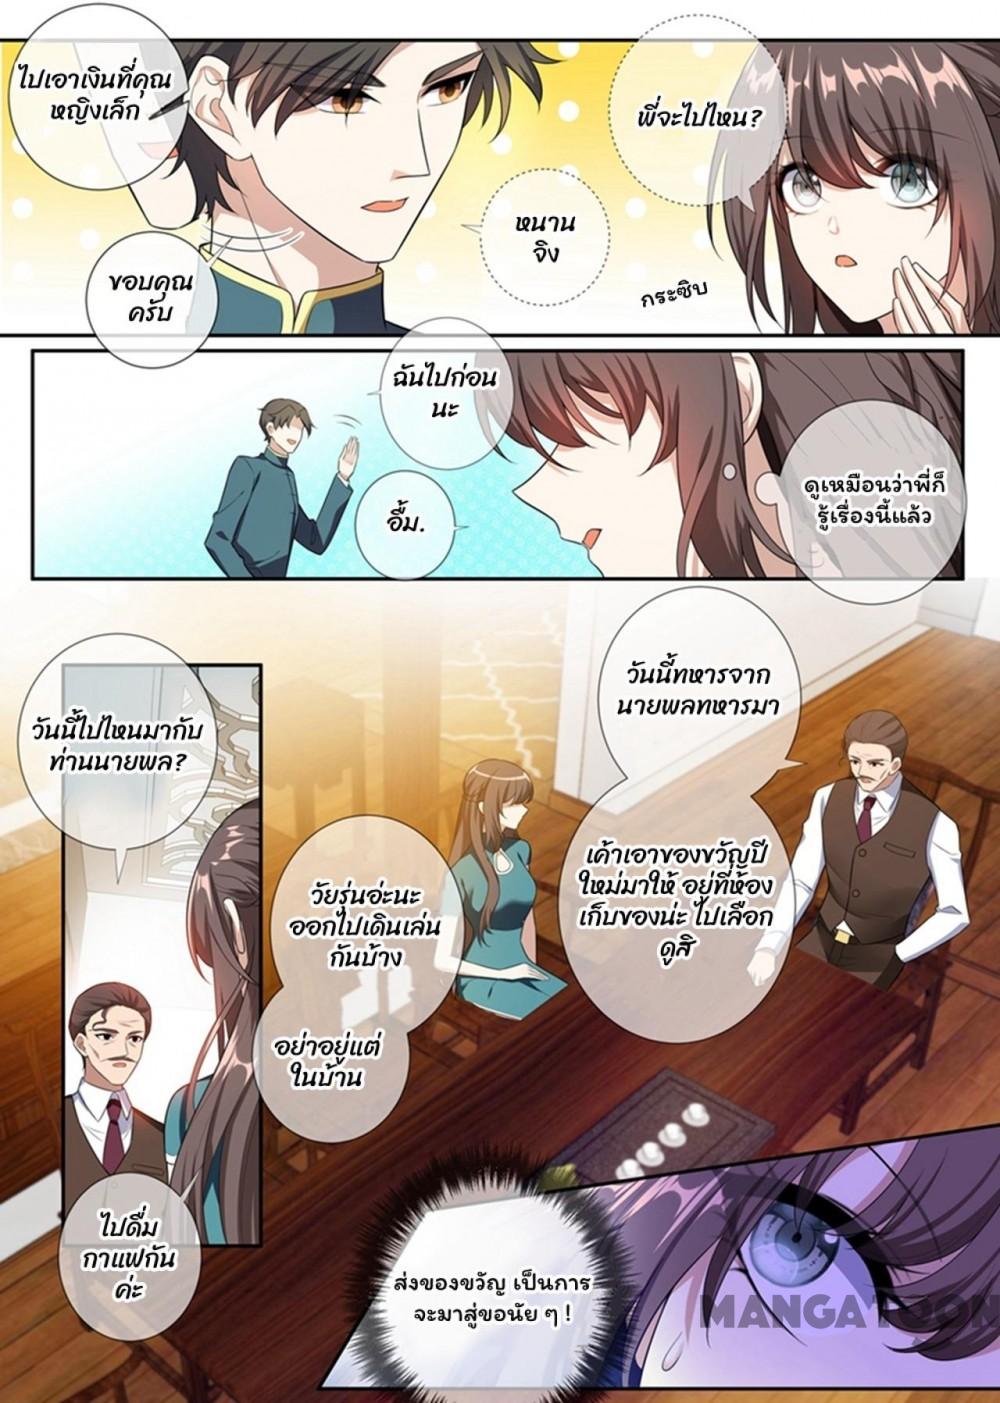 ไปเอาเงินที่คุณ
หญิงเล็ก
พี่จะไปไหน?
หนาน
จิง
ขอบคุณ
ครับ
กระซิบ
ฉันไปก่อน
นะ
อื้ม.
ดูเหมือนว่าพี่ก็
รู้เรื่องนี้แล้ว
วันนี้ไปไหนมากับ
ท่านนายพล?
วันนี้ทหารจาก
นายพลทหารมา
เค้าเอาของขวัญปี
ใหม่มาให้ อยู่ที่ห้อง
เก็บของน่ะ ไปเลือก
ดูสิ
วัยรุ่นอ่ะนะ
ออกไปเดินเล่น
กันบ้าง
อย่าอยู่แต่
ในบ้าน
ไปดื่ม
กาแฟกัน
ค่ะ
ส่งของขวัญ เป็นการ
จะมาสู่ขอนัย ๆ !
MANGATOON